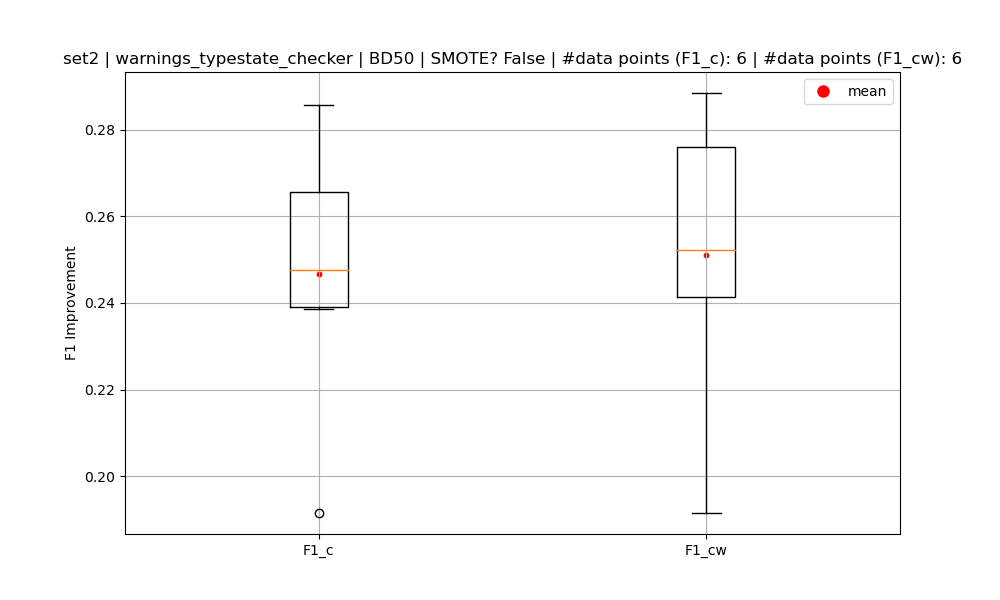 set2 | warnings_typestate_checker | BD50 | SMOTE? False | #data points (F1_c): 6 | #data points (F1_cw): 6
mean
0.28
0.26
0.24
0.22
0.20
F1 Improvement
F1_c
F1_cw